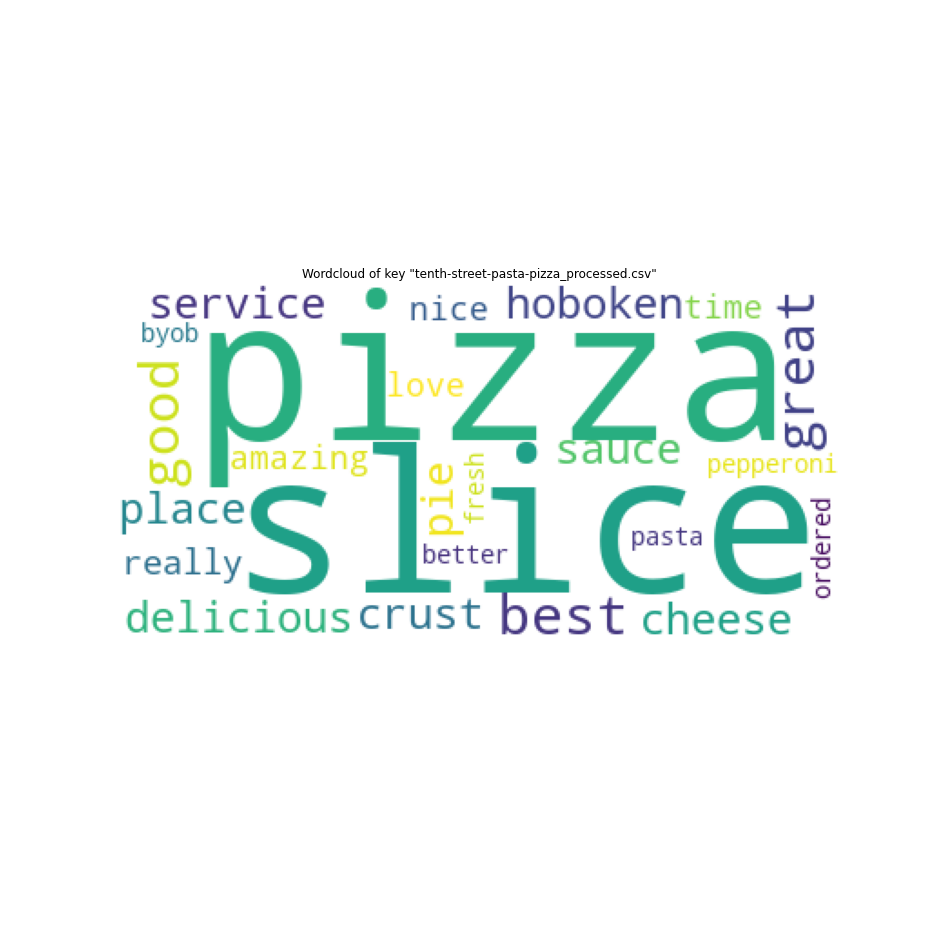 Wordcloud of key "tenth-street-pasta-pizza_processed.csv"
service
nice
hoboken
time
great
byob
pizza
good
love
amazing
sauce
pepperoni
pie
fresh
slice
place
really
better
pasta
ordered
delicious
crust
best
cheese